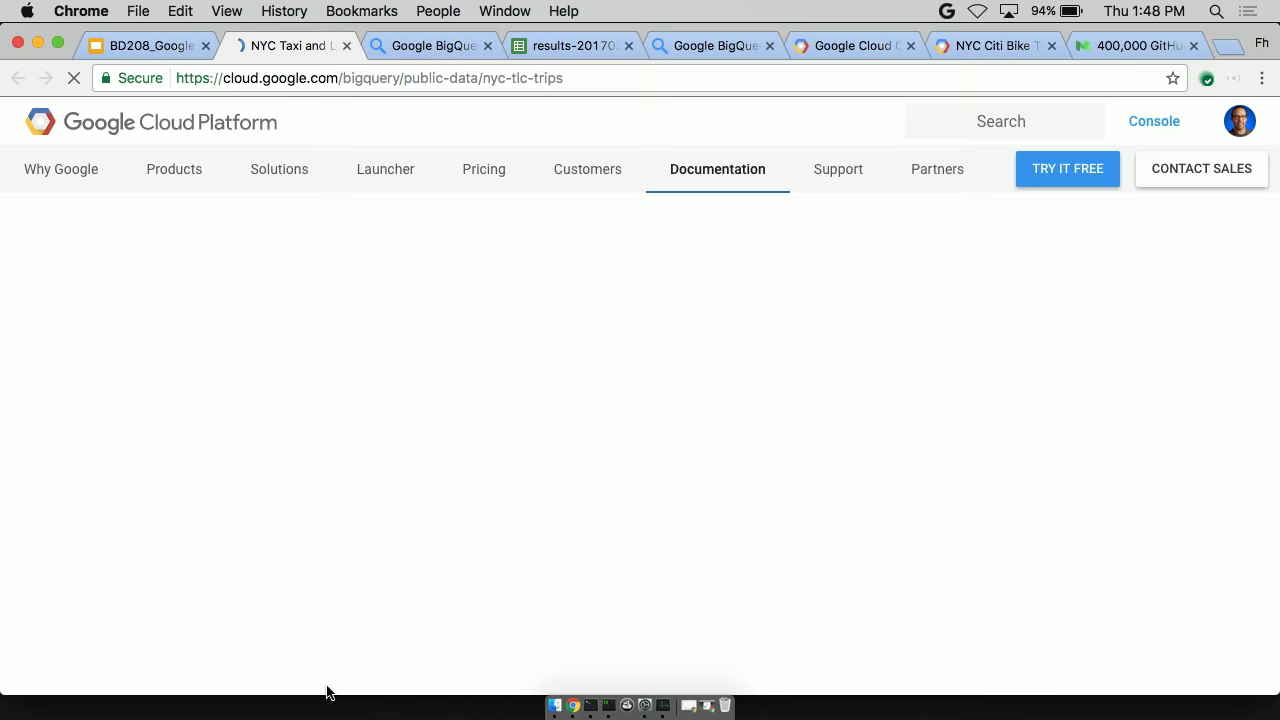 Chrome File Edit View History Bookmarks People Window Help 94% Thu 1:48 PM
BD208_Google NYC Taxi and L Google BigQue results-201702 Google BigQue Google Cloud NYC Citi Bike T 400,000 GitHu Fh
Secure https://cloud.google.com/bigquery/public-data/nyc-tlc-trips
Google Cloud Platform Search Console
Why Google Products Solutions Launcher Pricing Customers Documentation Support Partners TRY IT FREE CONTACT SALES